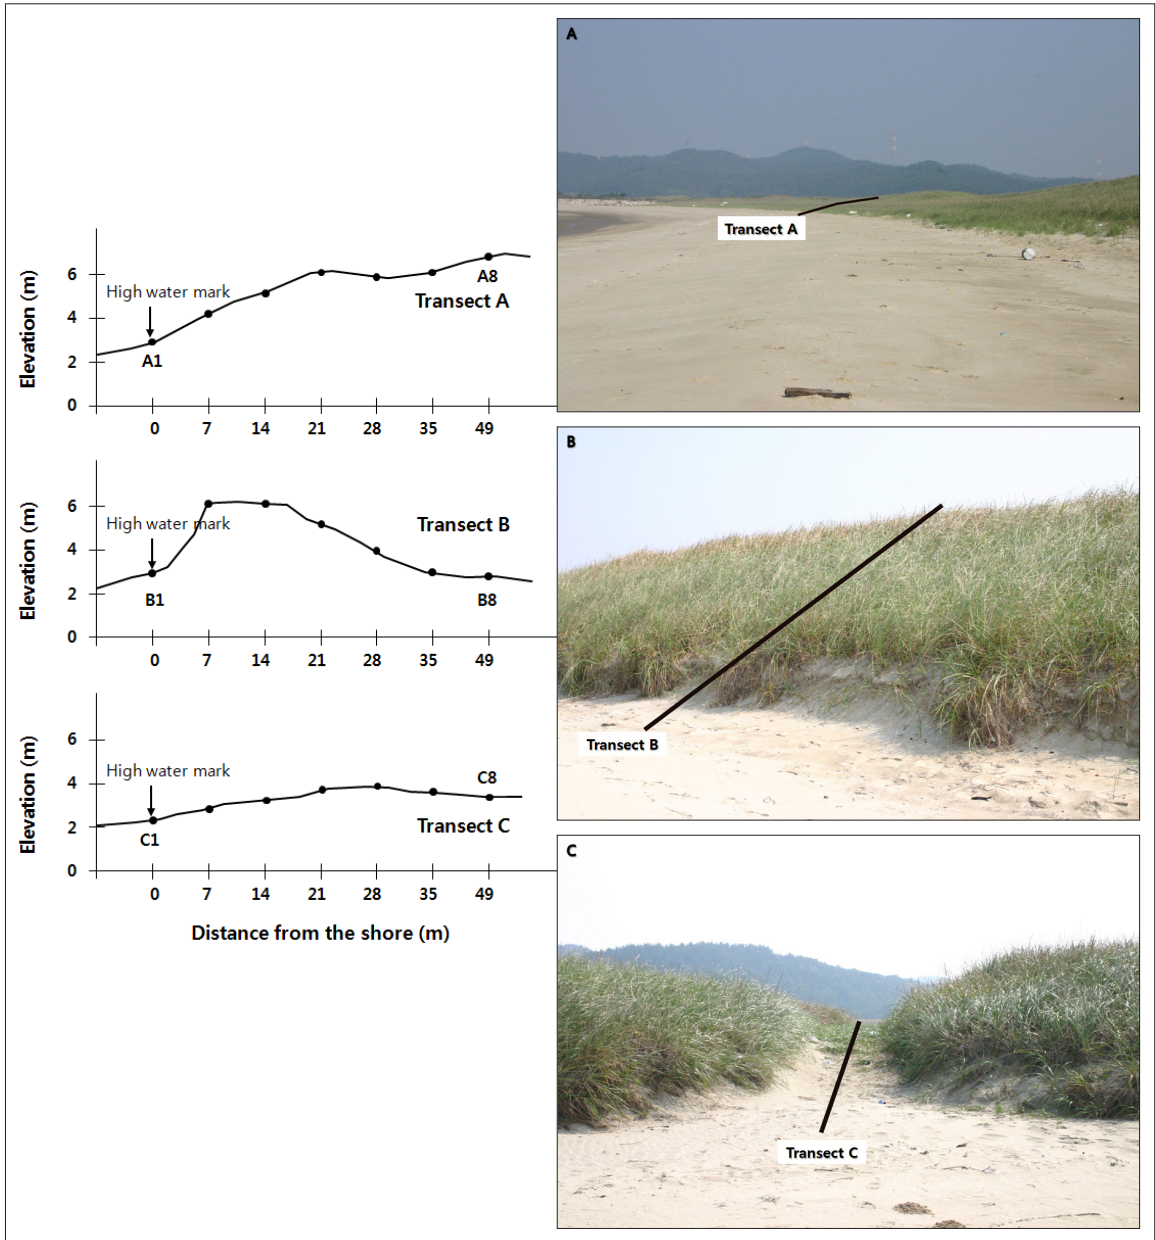 Elevation (m)
6
4
2
0
High water mark
A1
A8
Transect A
0 7 14 21 28 35 49
Elevation (m)
6
4
2
0
High water mark
B1
B8
Transect B
0 7 14 21 28 35 49
Elevation (m)
6
4
2
0
High water mark
C1
C8
Transect C
0 7 14 21 28 35 49
Distance from the shore (m)
A
Transect A
B
Transect B
C
Transect C